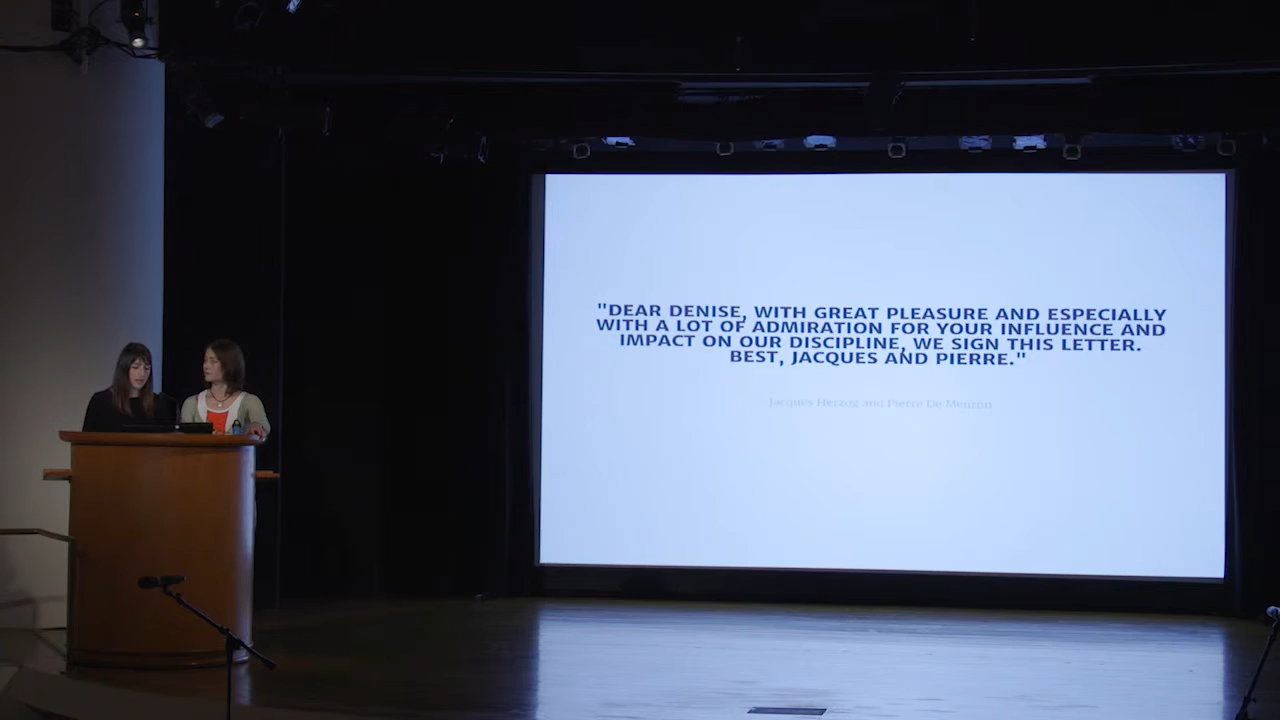 "DEAR DENISE, WITH GREAT PLEASURE AND ESPECIALLY
WITH A LOT OF ADMIRATION FOR YOUR INFLUENCE AND
IMPACT ON OUR DISCIPLINE, WE SIGN THIS LETTER.
BEST, JACQUES AND PIERRE."
Jacques Herzog and Pierre De Meuron